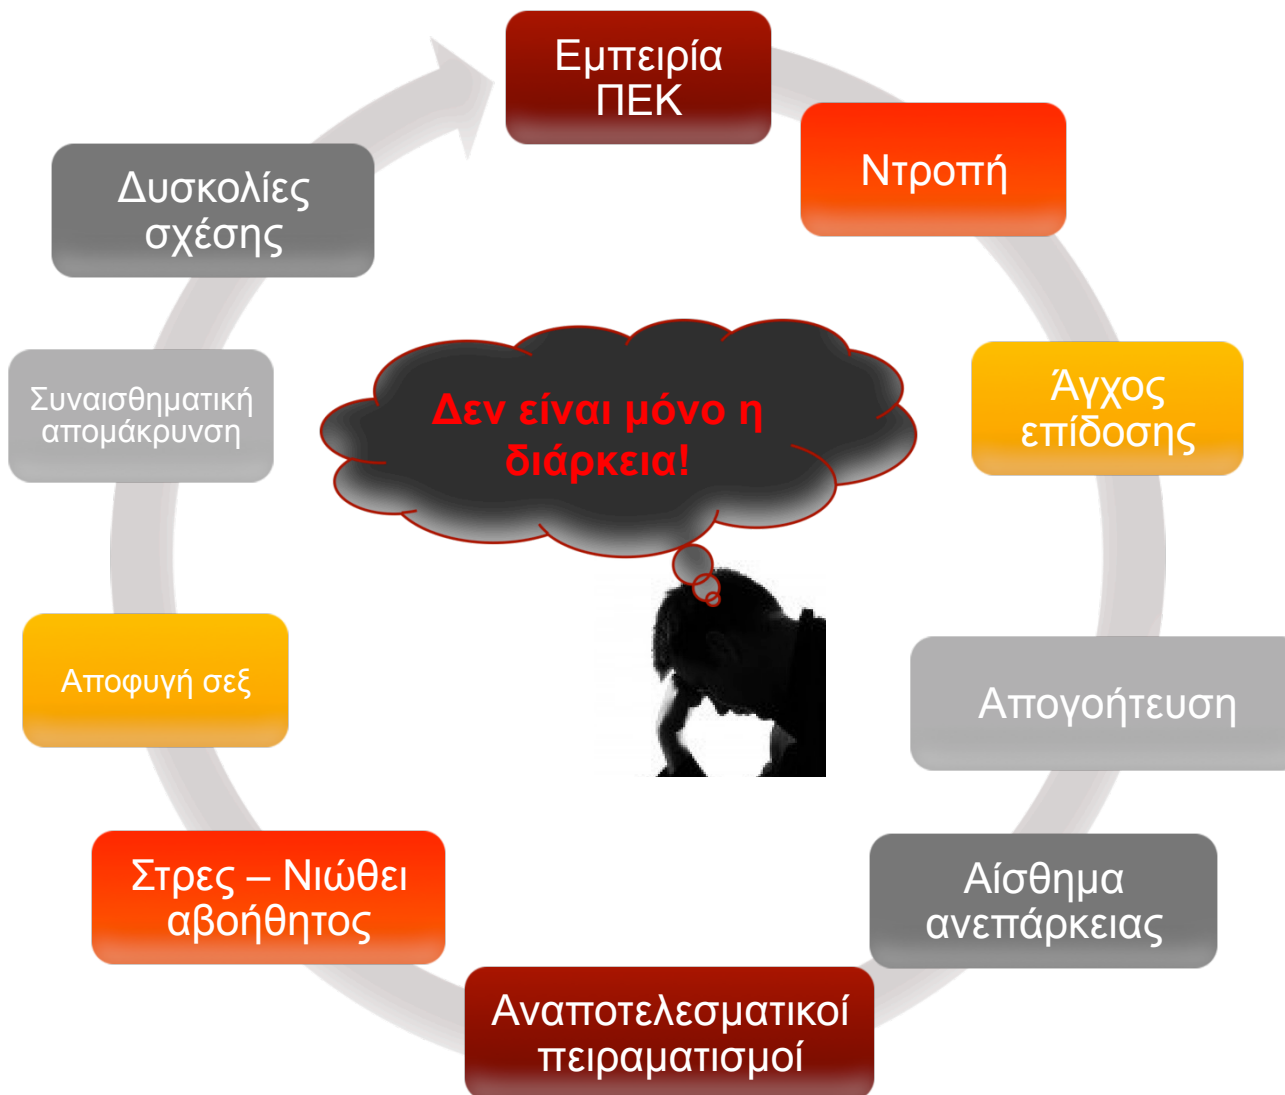 Εμπειρία
ΠΕΚ
Ντροπή
Άγχος
επίδοσης
Απογοήτευση
Αίσθημα
ανεπάρκειας
Αναποτελεσματικοί
πειραματισμοί
Στρες – Νιώθει
αβοήθητος
Αποφυγή σεξ
Συναισθηματική
απομάκρυνση
Δυσκολίες
σχέσης
Δεν είναι μόνο η
διάρκεια!